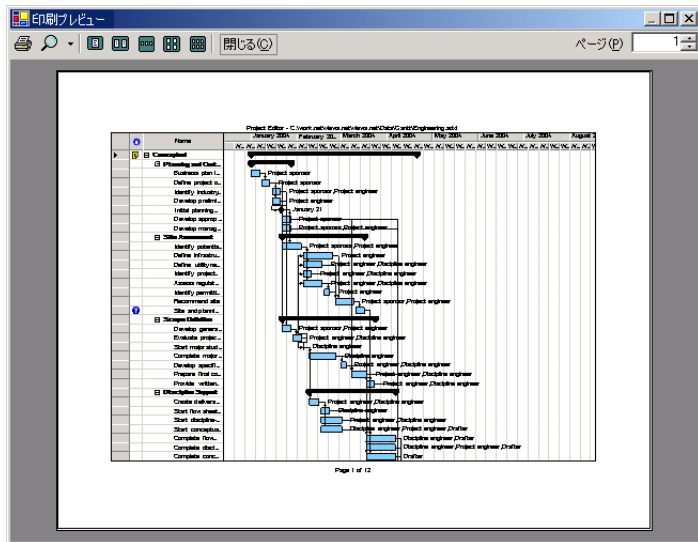 印刷プレビュー
閉じる(C)
ページ(P) 1
Project Editor - C:\work.net\vievos.net\vievos.net\Data\Gantt\Engineering.xdd
January 2004 February 20... March 2004 April 2004 May 2004 June 2004 July 2004 August 2
Name
Conceptual
Planning and Cont...
Business plan i... Project sponsor
Define project o... Project sponsor
Identify industry... Project sponsor,Project engineer
Develop prelimi... Project engineer
Initial planning... January 21
Develop approp... Project sponsor
Develop manag... Project sponsor,Project engineer
Site Assessment
Identify potentia... Project sponsor,Project engineer
Define infrastru... Project engineer
Define utility ne... Project engineer,Discipline engineer
Identify project... Project engineer,Discipline engineer
Assess regulat... Project engineer,Discipline engineer
Identify permitti... Project engineer
Recommend site Project sponsor,Project engineer
Site and planni...
Scope Definition
Develop genera... Project sponsor,Project engineer
Evaluate projec... Project engineer,Discipline engineer
Start major stud... Discipline engineer
Complete major... Discipline engineer
Develop specifi... Project engineer,Discipline engineer
Prepare final co... Project engineer,Discipline engineer
Provide written... Project engineer,Discipline engineer
Discipline Support
Create delivera... Project engineer,Discipline engineer
Start flow sheet... Discipline engineer
Start discipline-... Project engineer,Discipline engineer
Start conceptua... Discipline engineer,Project engineer,Drafter
Complete flow... Discipline engineer,Drafter
Complete disci... Discipline engineer,Project engineer,Drafter
Complete conc... Drafter
Page 1 of 12